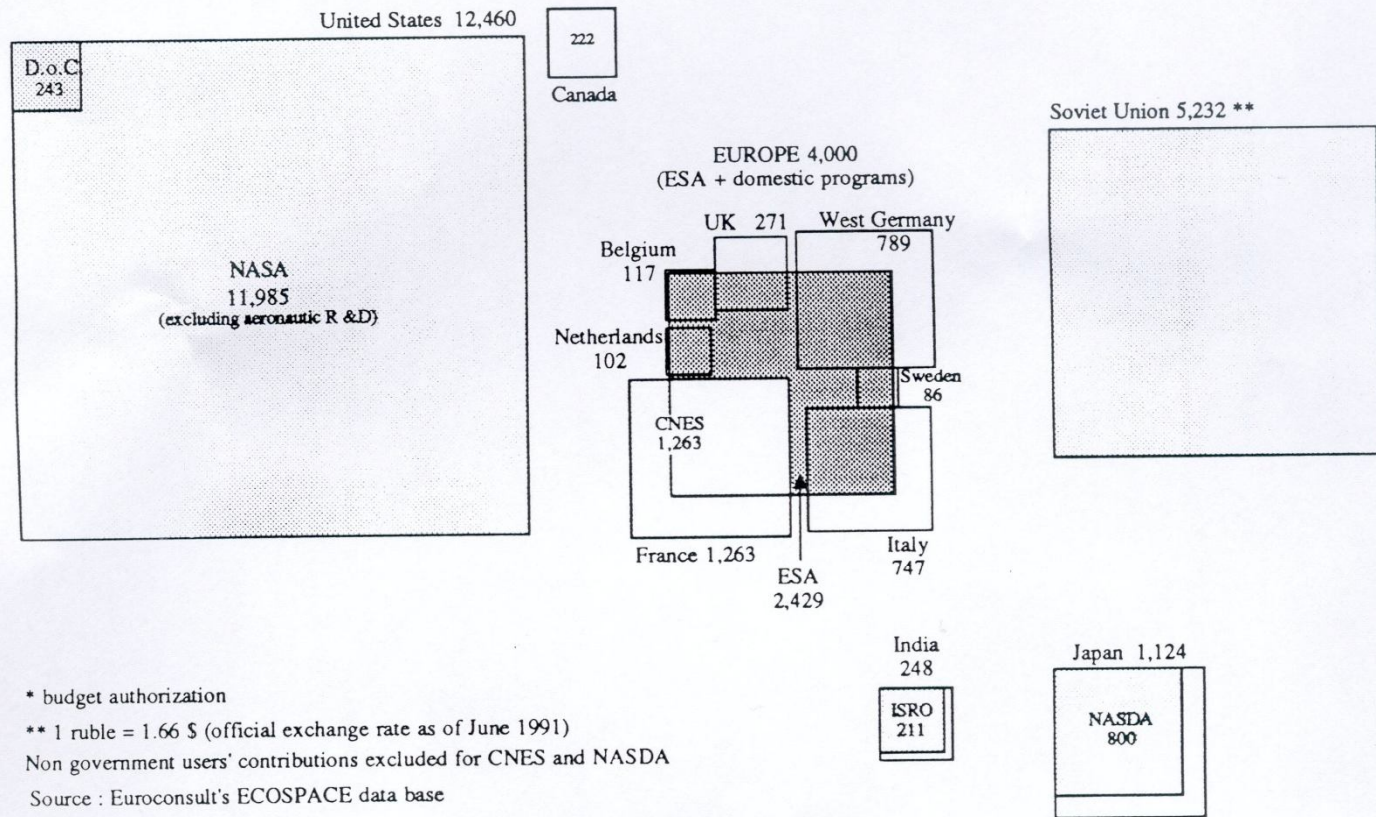 United States 12,460
D.o.C.
243
NASA
11,985
(excluding aeronautic R &D)
222
Canada
Soviet Union 5,232 **
EUROPE 4,000
(ESA + domestic programs)
UK 271
West Germany
789
Belgium
117
Netherlands
102
Sweden
86
CNES
1,263
France 1,263
ESA
2,429
Italy
747
India
248
ISRO
211
Japan 1,124
NASDA
800
* budget authorization
** 1 ruble = 1.66 $ (official exchange rate as of June 1991)
Non government users' contributions excluded for CNES and NASDA
Source : Euroconsult's ECOSPACE data base